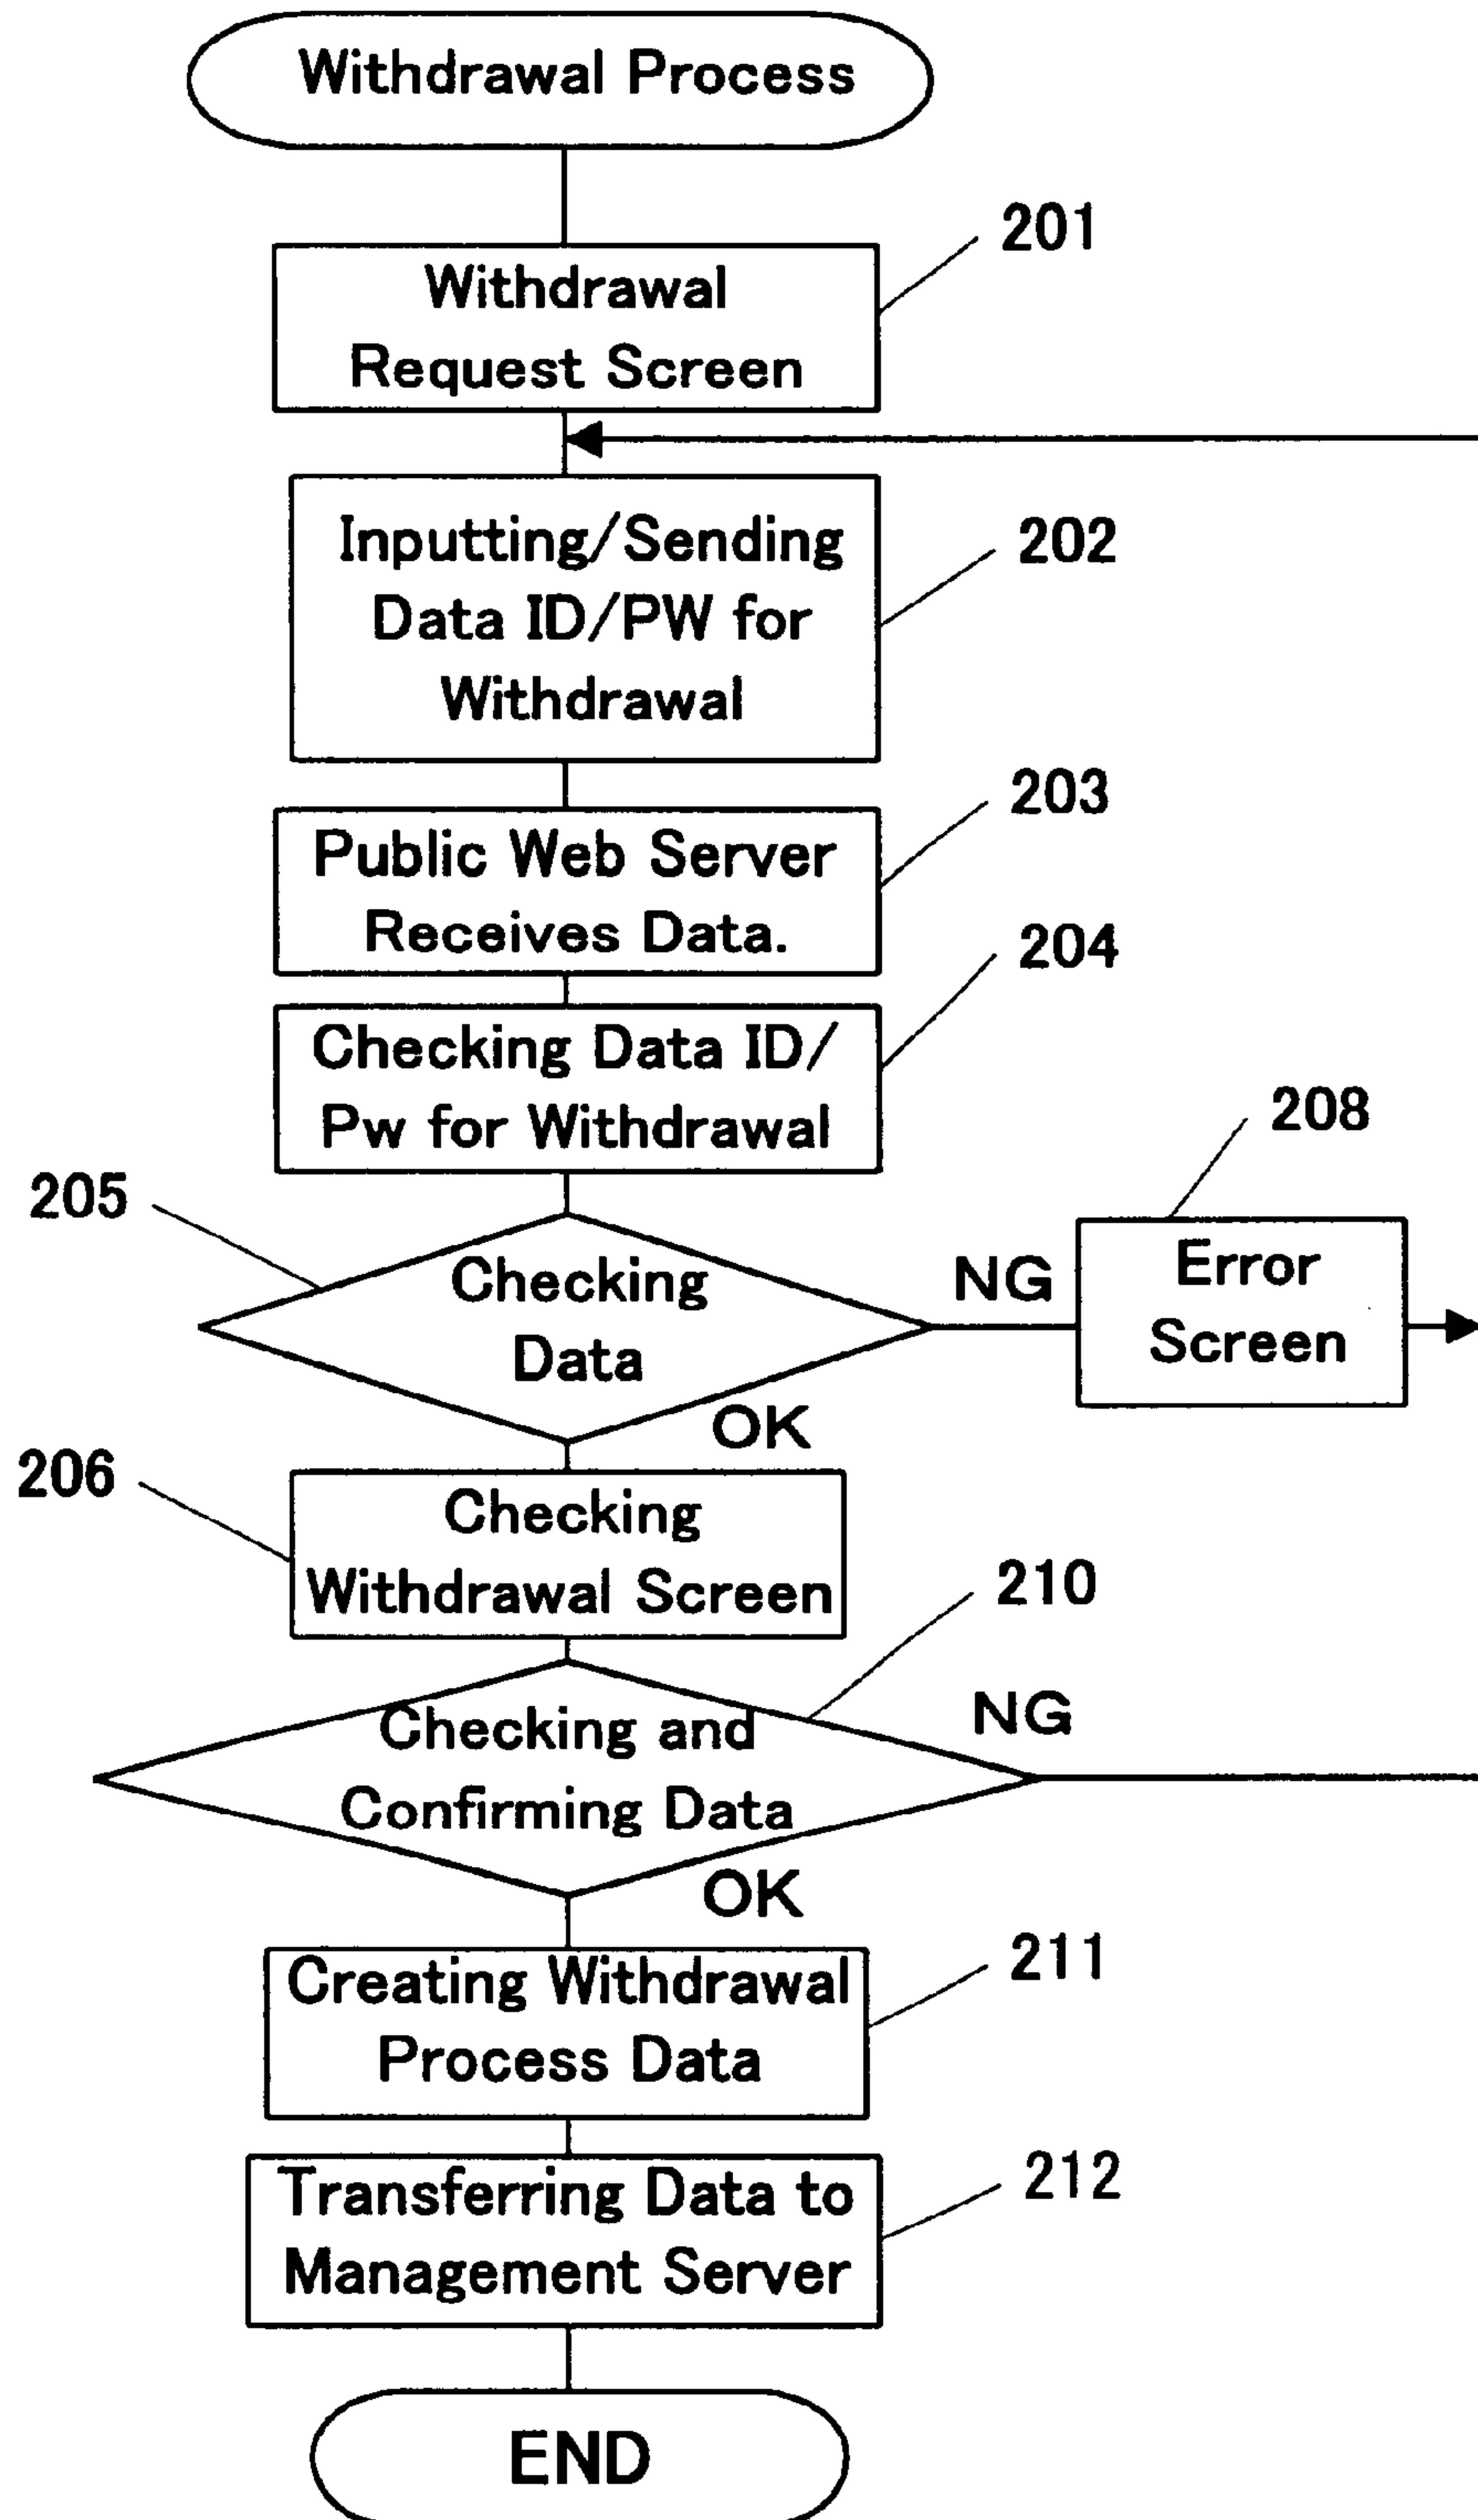 Withdrawal Process
201
Withdrawal
Request Screen
Inputting/Sending
Data ID/PW for
Withdrawal
202
Public Web Server
Receives Data.
203
Checking Data ID/
Pw for Withdrawal
204
205
Checking
Data
NG
208
Error
Screen
OK
206
Checking
Withdrawal Screen
210
Checking and
Confirming Data
NG
OK
Creating Withdrawal
Process Data
211
Transferring Data to
Management Server
212
END